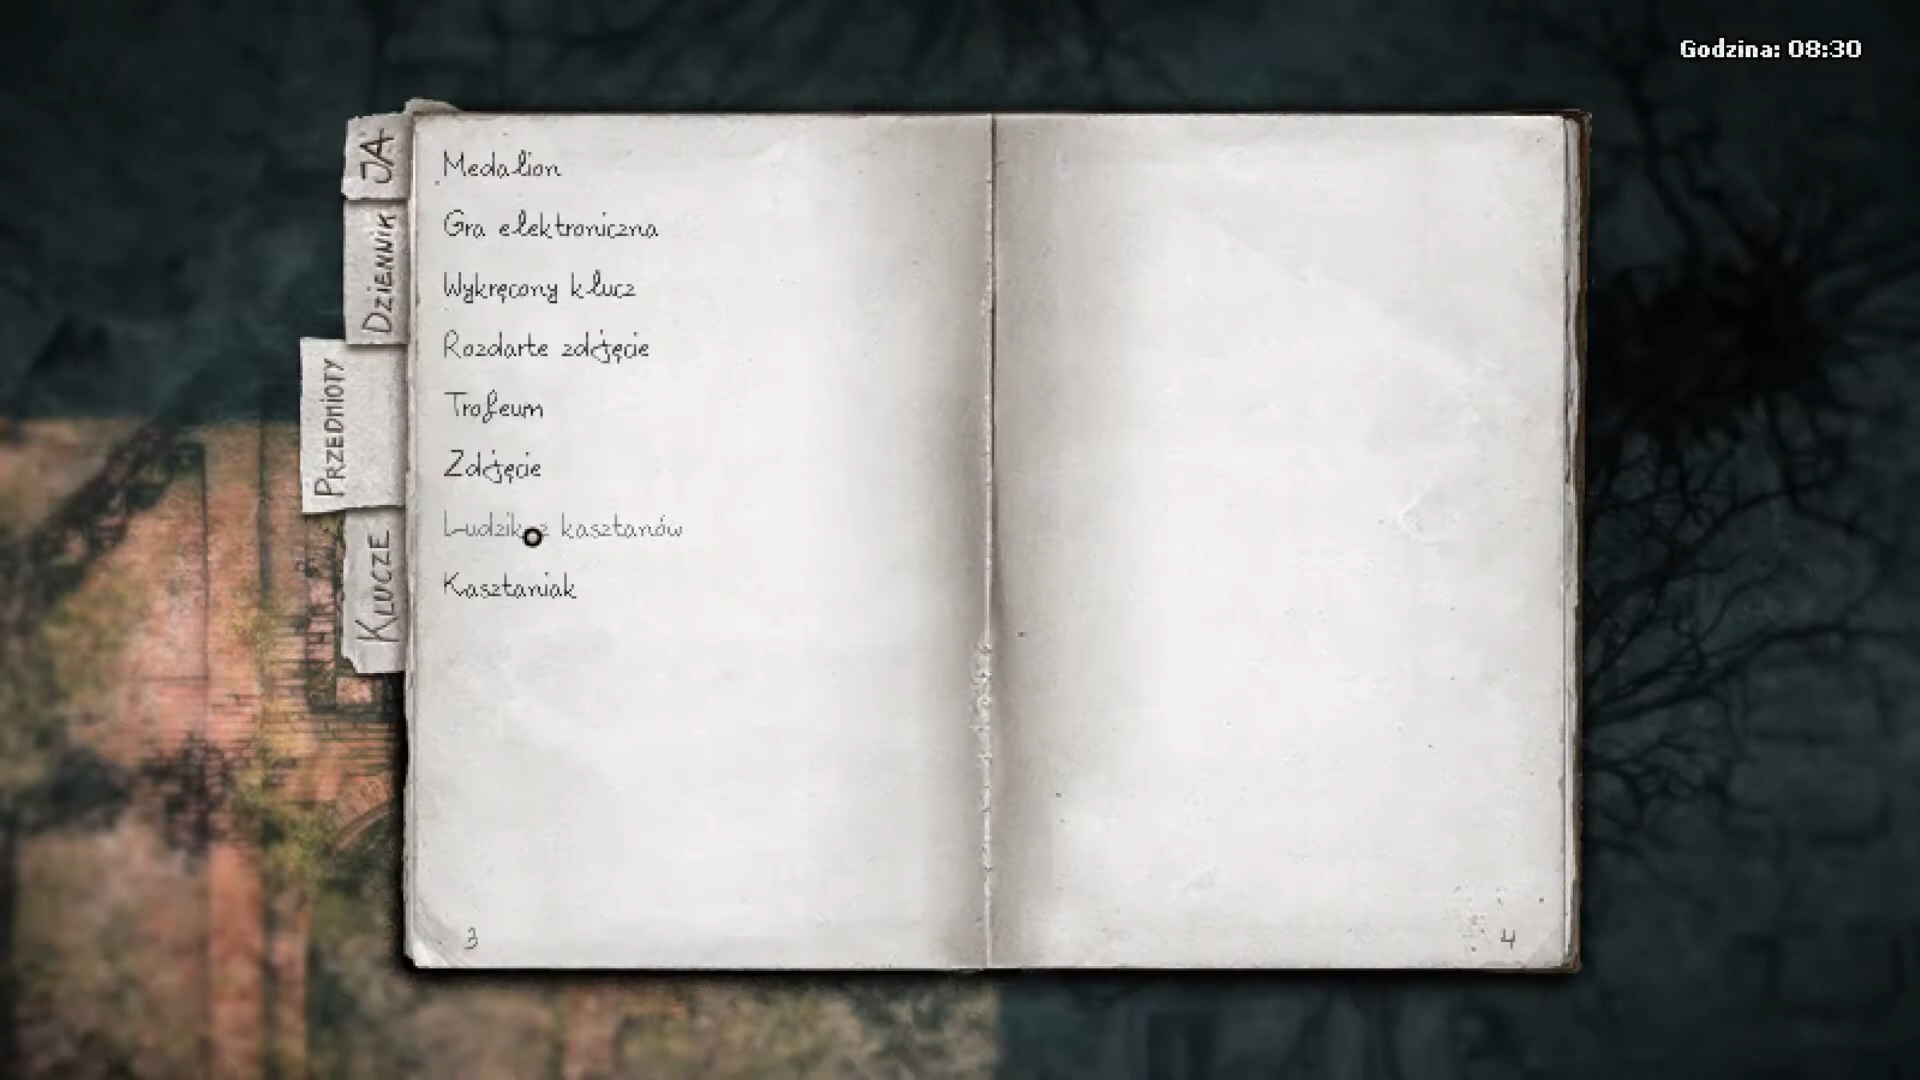 Godzina: 08:30
JA
DZIENNIK
PRZEDMIOTY
KLUCZE
Medalion
Gra elektroniczna
Wykręcony klucz
Rozdarte zdjęcie
Trofeum
Zdjęcie
Ludzik z kasztanów
Kasztaniak
3
4